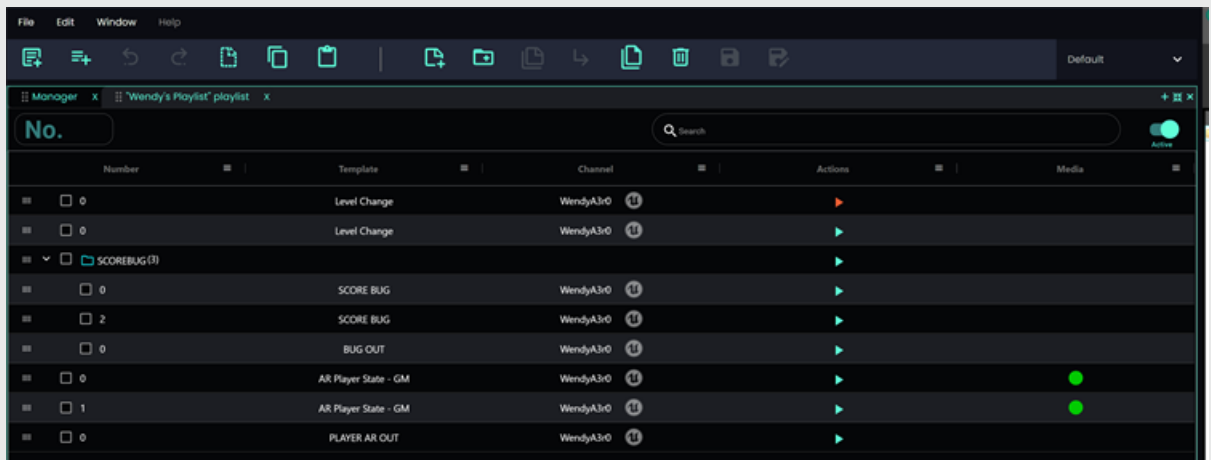 File Edit Window Help
Default
Manager X "Wendy's Playlist" playlist X
No. Search Active
Number Template Channel Actions Media
0 Level Change WendyA3r0
0 Level Change WendyA3r0
SCOREBUG (3)
0 SCORE BUG WendyA3r0
2 SCORE BUG WendyA3r0
0 BUG OUT WendyA3r0
0 AR Player State - GM WendyA3r0
1 AR Player State - GM WendyA3r0
0 PLAYER AR OUT WendyA3r0